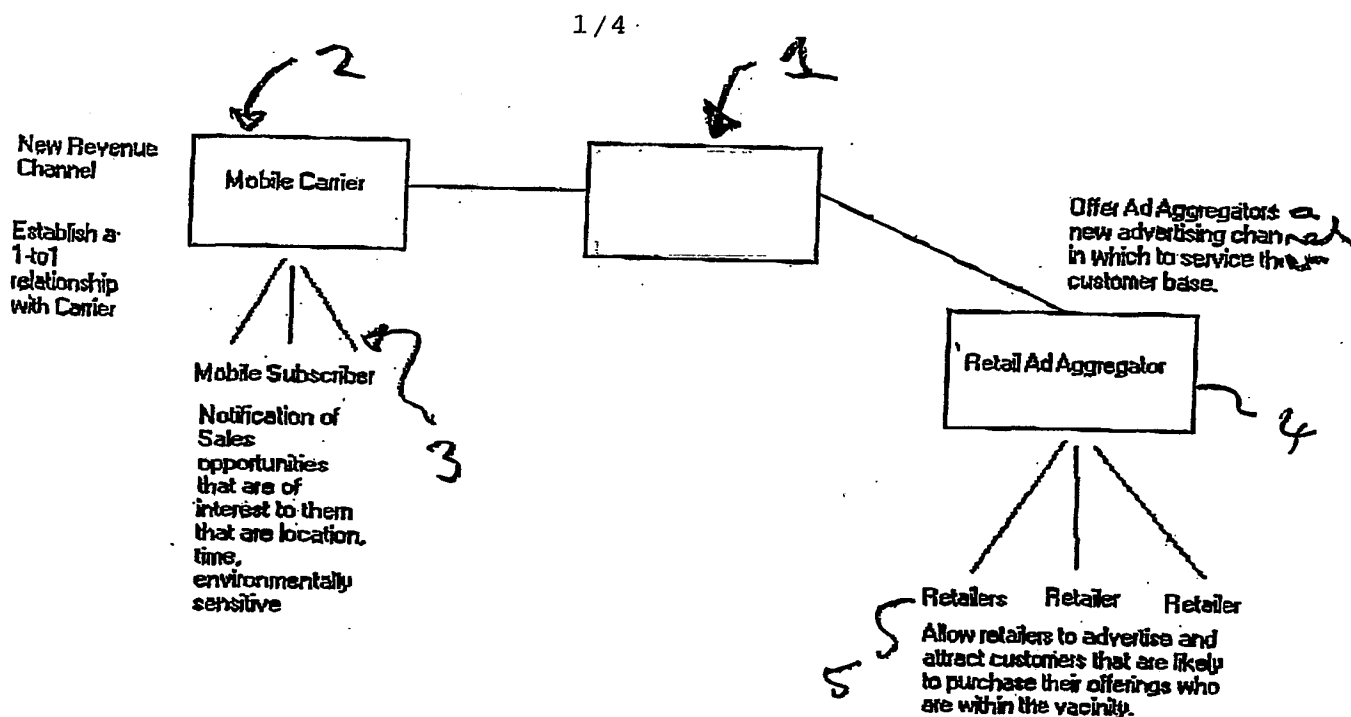 1/4
2
1
New Revenue
Channel
Mobile Carrier
Establish a
1-to1
relationship
with Carrier
Offer Ad Aggregators a
new advertising channel
in which to service their
customer base.
Retail Ad Aggregator
4
Mobile Subscriber
3
Notification of
Sales
opportunities
that are of
interest to them
that are location,
time,
environmentally
sensitive
Retailers Retailer Retailer
5
Allow retailers to advertise and
attract customers that are likely
to purchase their offerings who
are within the vacinity.